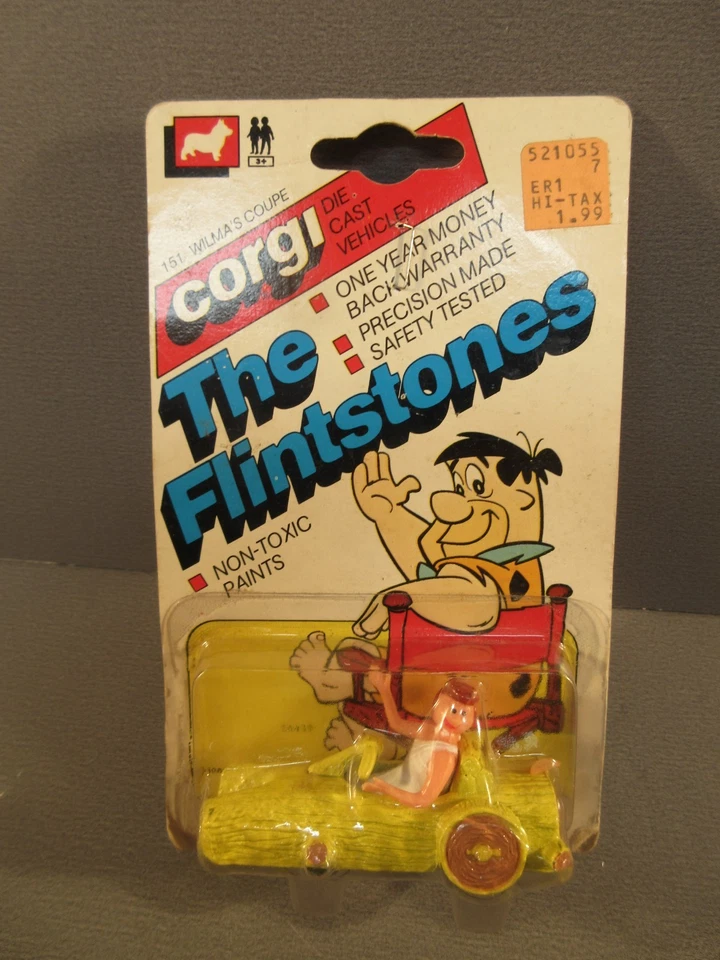 3+
521055
7
ER1
HI-TAX
1.99
151 WILMA'S COUPE
corgi
DIE
CAST
VEHICLES
ONE YEAR MONEY
BACK WARRANTY
PRECISION MADE
SAFETY TESTED
The
Flintstones
NON-TOXIC
PAINTS